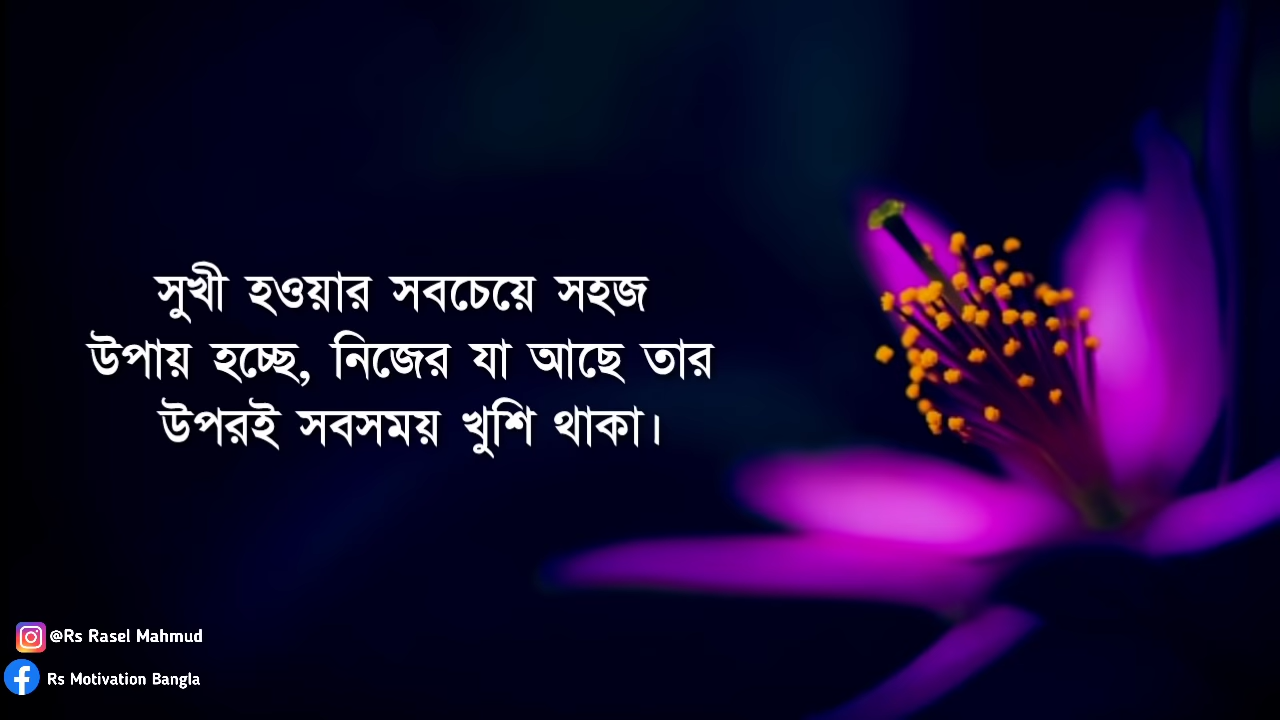 সুখী হওয়ার সবচেয়ে সহজ
উপায় হচ্ছে, নিজের যা আছে তার
উপরই সবসময় খুশি থাকা।
@Rs Rasel Mahmud
Rs Motivation Bangla